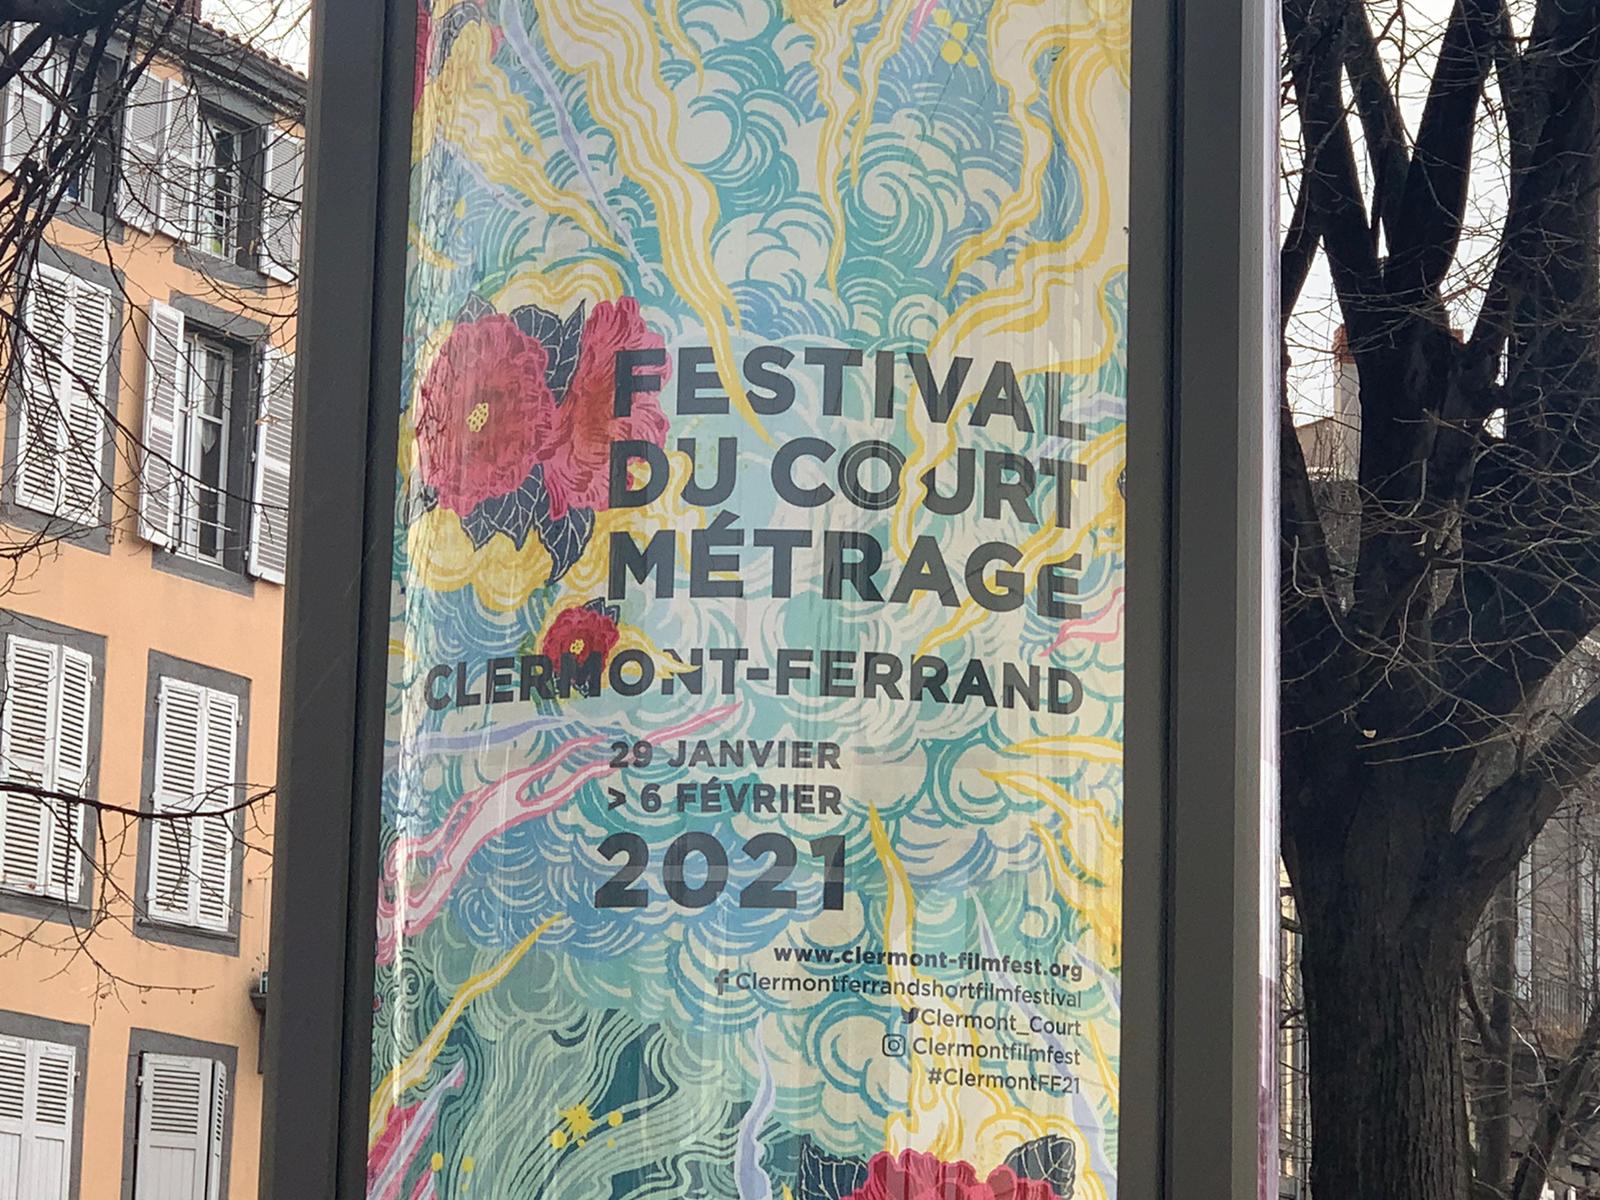 FESTIVAL
DU COURT
MÉTRAGE
CLERMONT-FERRAND
29 JANVIER
> 6 FÉVRIER
2021
www.clermont-filmfest.org
Clermontferrandshortfilmfestival
Clermont_Court
Clermontfilmfest
#ClermontFF21